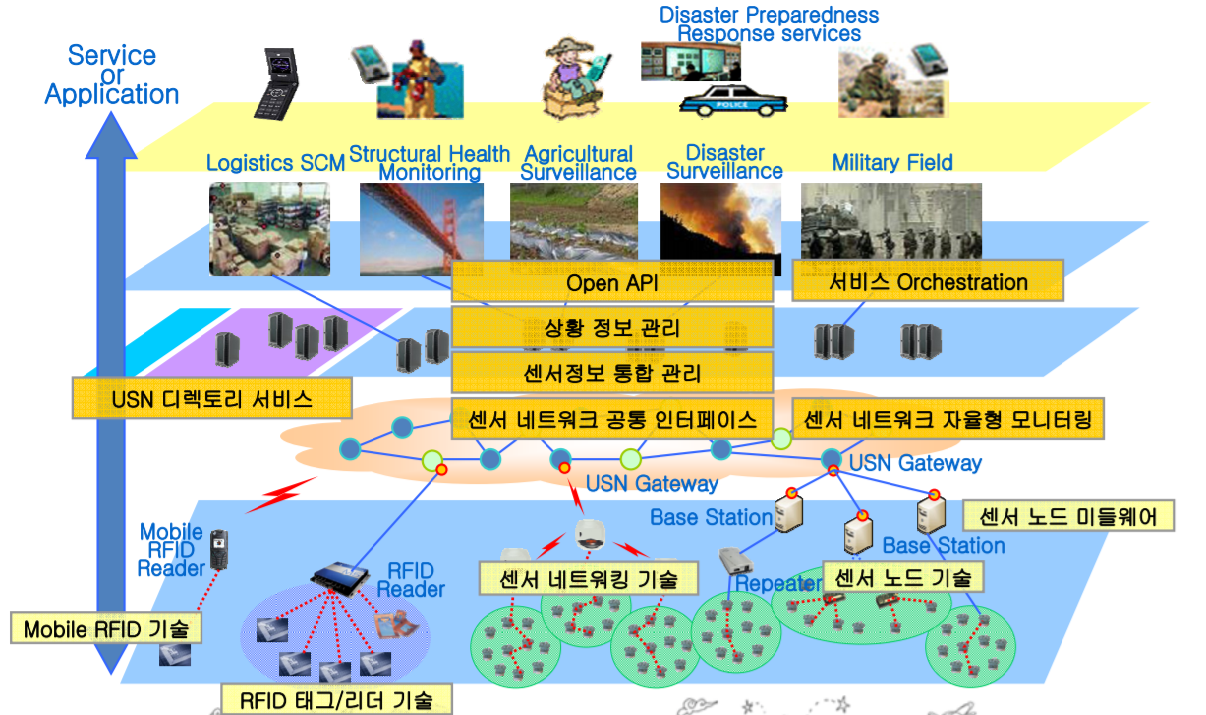 Disaster Preparedness
Response services
Service
or
Application
POLICE
Logistics SCM
Structural Health
Monitoring
Agricultural
Surveillance
Disaster
Surveillance
Military Field
Open API
서비스 Orchestration
상황 정보 관리
센서정보 통합 관리
USN 디렉토리 서비스
센서 네트워크 공통 인터페이스
센서 네트워크 자율형 모니터링
USN Gateway
USN Gateway
Base Station
센서 노드 미들웨어
Mobile
RFID
Reader
Base Station
RFID
Reader
센서 네트워킹 기술
Repeater
센서 노드 기술
Mobile RFID 기술
RFID 태그/리더 기술